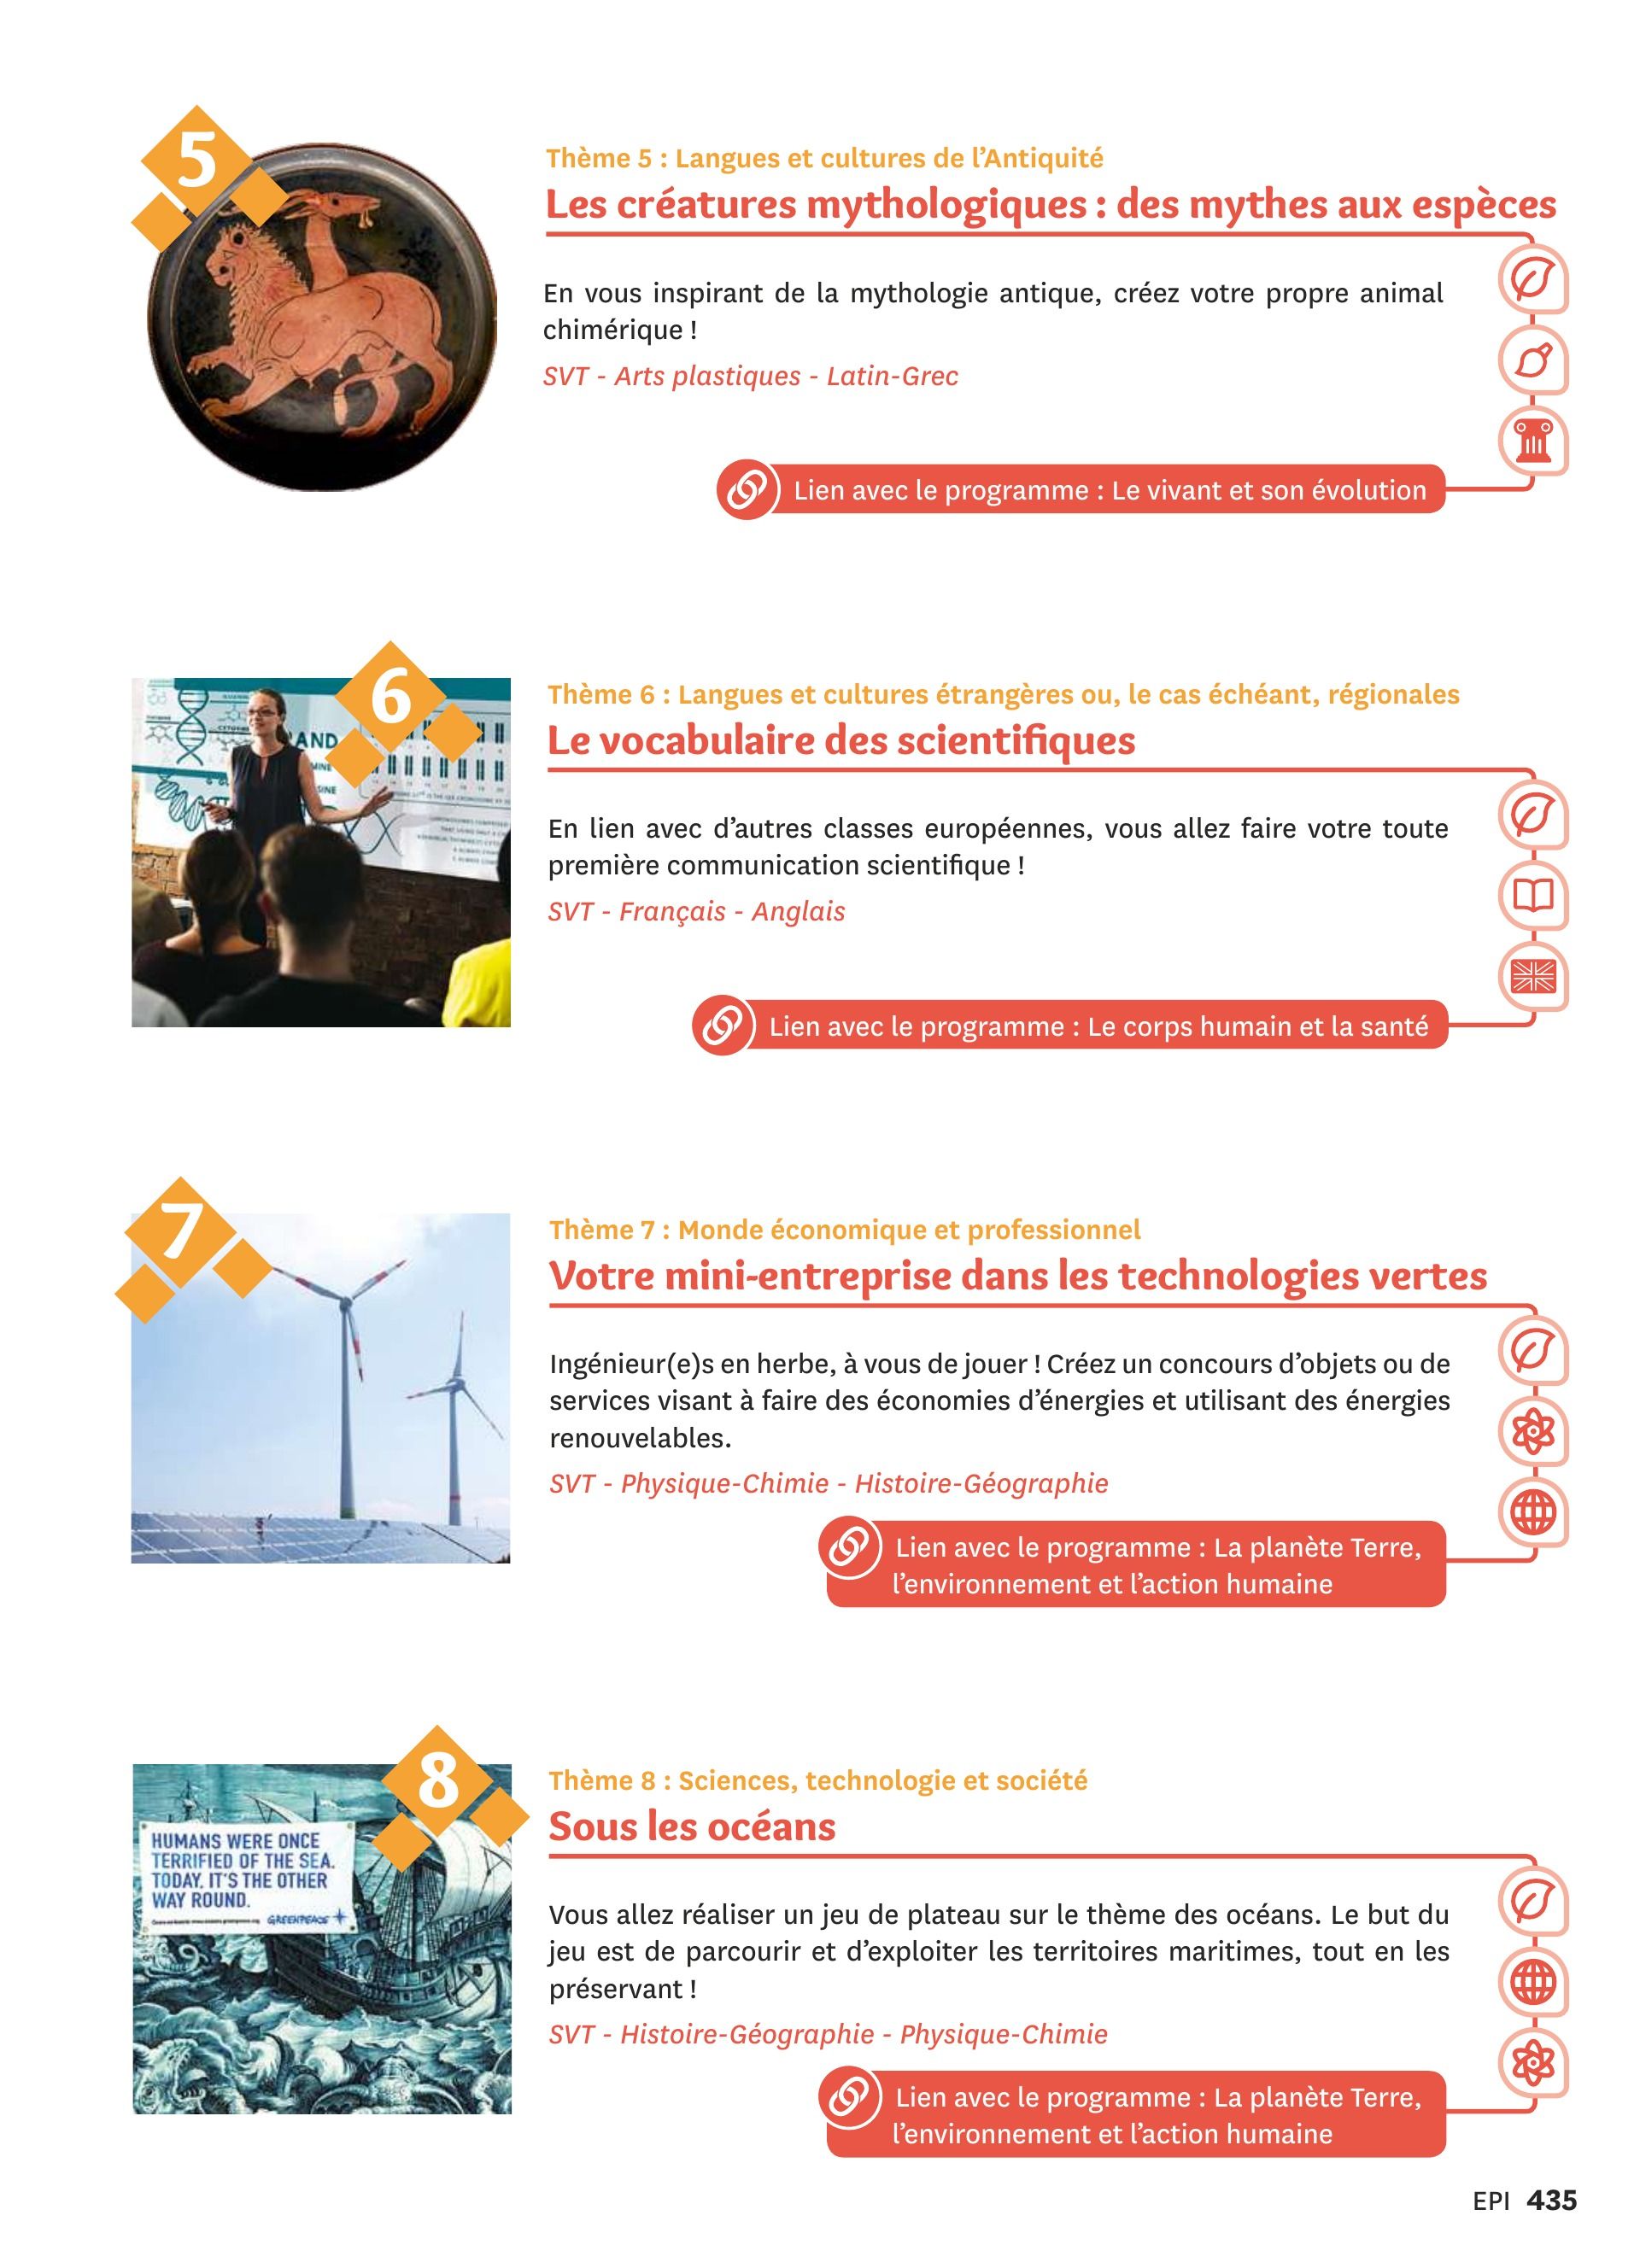 5
Thème 5 : Langues et cultures de l'Antiquité
Les créatures mythologiques : des mythes aux espèces
En vous inspirant de la mythologie antique, créez votre propre animal
chimérique !
SVT - Arts plastiques - Latin-Grec
Lien avec le programme : Le vivant et son évolution
6
AND
Thème 6 : Langues et cultures étrangères ou, le cas échéant, régionales
Le vocabulaire des scientifiques
En lien avec d'autres classes européennes, vous allez faire votre toute
première communication scientifique !
SVT - Français - Anglais
Lien avec le programme : Le corps humain et la santé
7
Thème 7 : Monde économique et professionnel
Votre mini-entreprise dans les technologies vertes
Ingénieur(e)s en herbe, à vous de jouer ! Créez un concours d'objets ou de
services visant à faire des économies d'énergies et utilisant des énergies
renouvelables.
SVT - Physique-Chimie - Histoire-Géographie
Lien avec le programme : La planète Terre,
l'environnement et l'action humaine
8
HUMANS WERE ONCE
TERRIFIED OF THE SEA.
TODAY, IT'S THE OTHER
WAY ROUND.
GREENPEACE
Thème 8 : Sciences, technologie et société
Sous les océans
Vous allez réaliser un jeu de plateau sur le thème des océans. Le but du
jeu est de parcourir et d'exploiter les territoires maritimes, tout en les
préservant !
SVT - Histoire-Géographie - Physique-Chimie
Lien avec le programme : La planète Terre,
l'environnement et l'action humaine
EPI 435